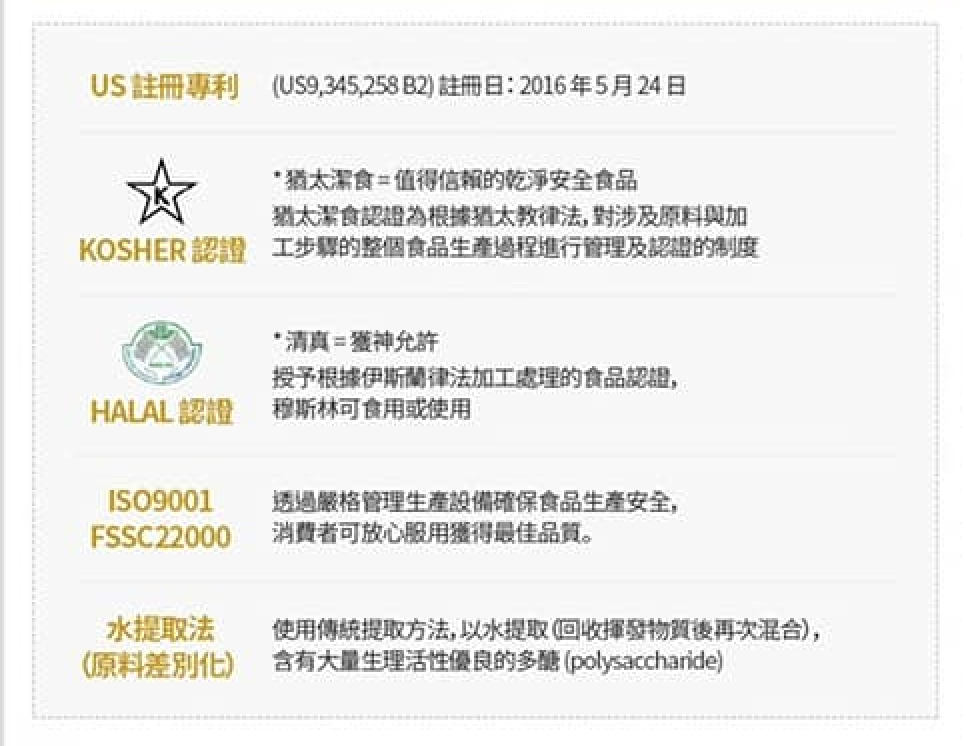 US 註冊專利
(US9,345,258 B2) 註冊日：2016 年 5 月 24 日
K
KOSHER 認證
* 猶太潔食 = 值得信賴的乾淨安全食品
猶太潔食認證為根據猶太教律法, 對涉及原料與加
工步驟的整個食品生產過程進行管理及認證的制度
HALAL 認證
* 清真 = 獲神允許
授予根據伊斯蘭律法加工處理的食品認證,
穆斯林可食用或使用
ISO9001
FSSC22000
透過嚴格管理生產設備確保食品生產安全,
消費者可放心服用獲得最佳品質。
水提取法
(原料差別化)
使用傳統提取方法, 以水提取 (回收揮發物質後再次混合),
含有大量生理活性優良的多醣 (polysaccharide)